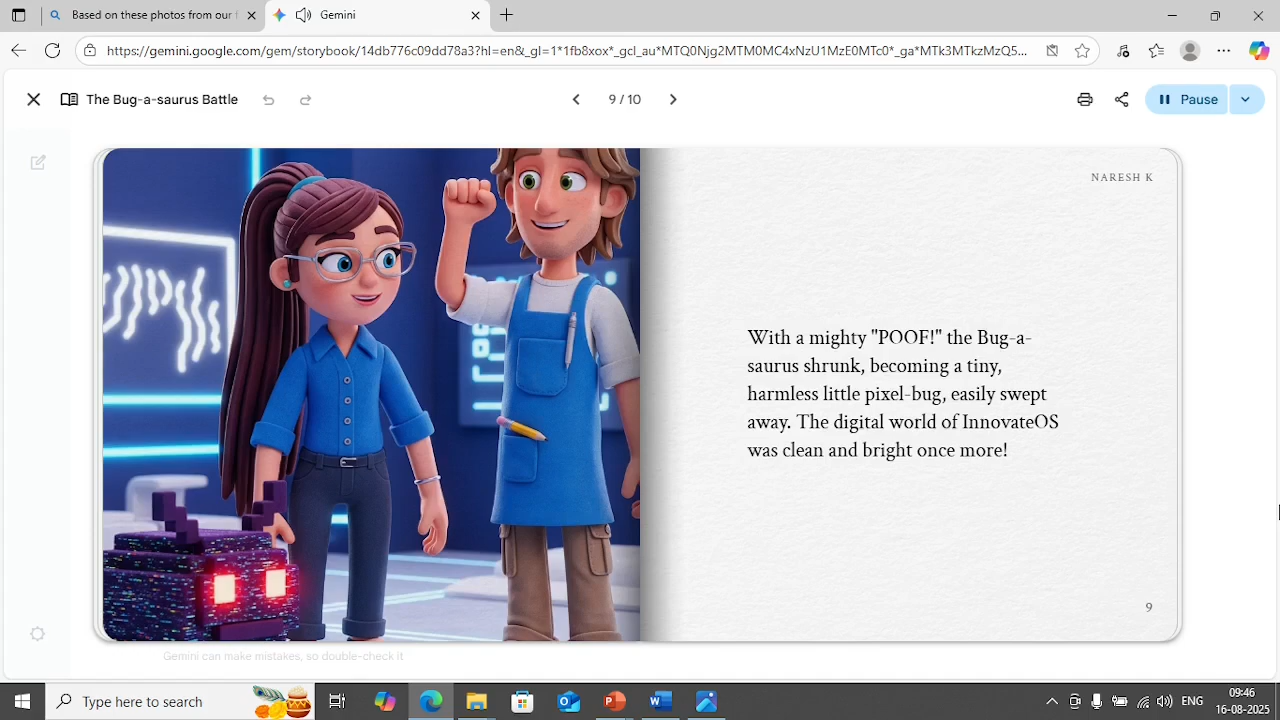 Based on these photos from our f
Gemini
https://gemini.google.com/gem/storybook/14db776c09dd78a3?hl=en&_gl=1*1fb8xox*_gcl_au*MTQ0Njg2MTM0MC4xNzU1MzE0MTc0*_ga*MTk3MTkzMzQ5...
The Bug-a-saurus Battle
9 / 10
Pause
NARESH K
With a mighty "POOF!" the Bug-a-
saurus shrunk, becoming a tiny,
harmless little pixel-bug, easily swept
away. The digital world of InnovateOS
was clean and bright once more!
9
Gemini can make mistakes, so double-check it
Type here to search
ENG
09:46
16-08-2025